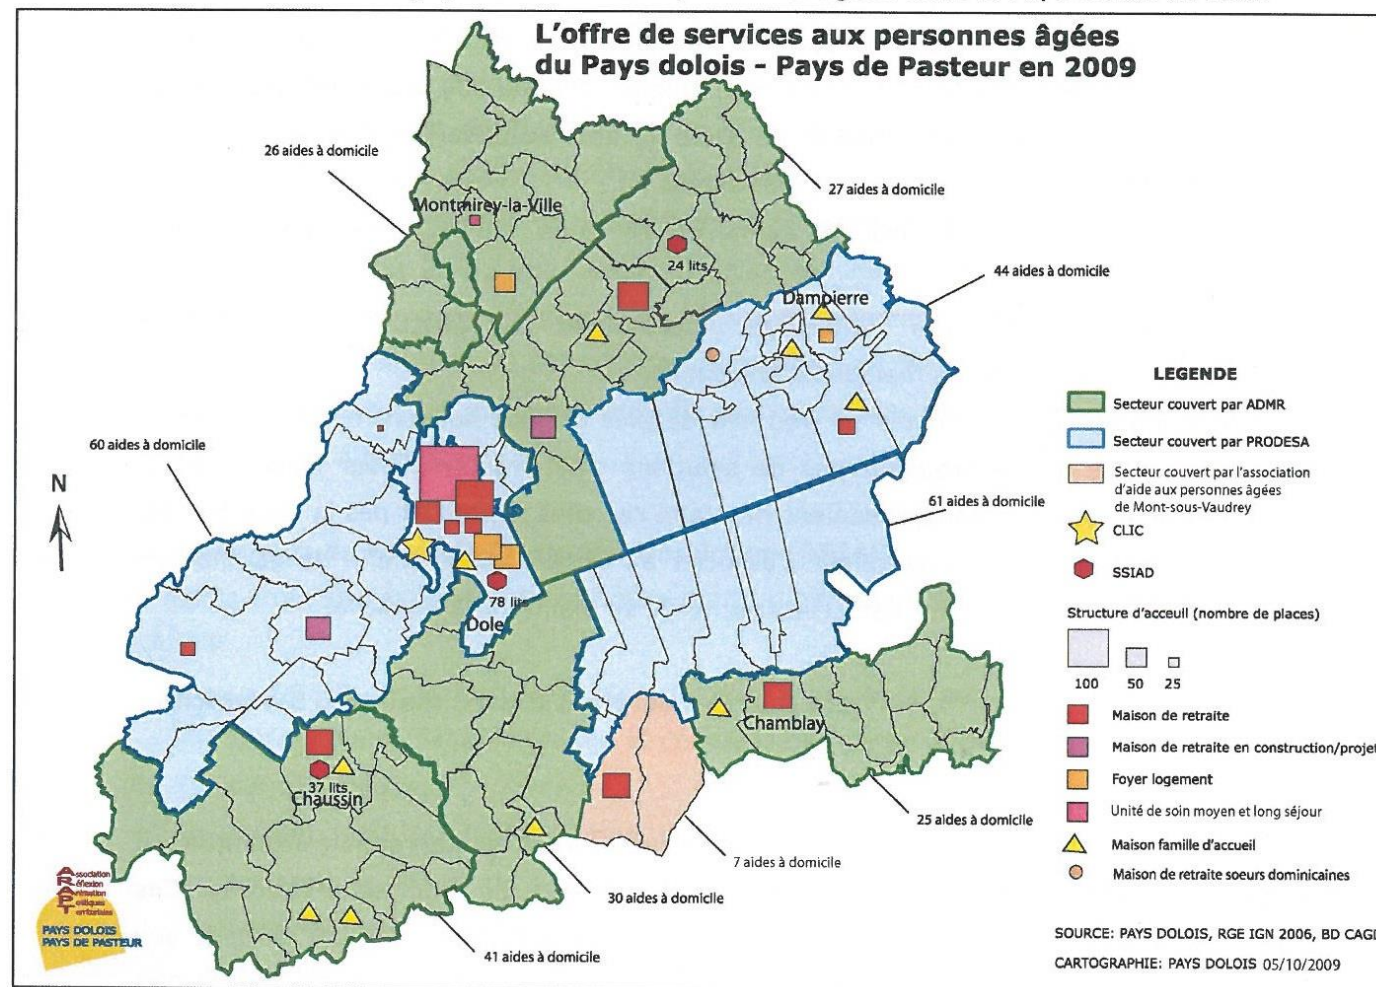 L'offre de services aux personnes âgées
du Pays dolois - Pays de Pasteur en 2009
26 aides à domicile
27 aides à domicile
Montmirey-la-Ville
24 lits
44 aides à domicile
Dampierre
60 aides à domicile
N
61 aides à domicile
78 lits
Dole
Chamblay
37 lits
Chaussin
25 aides à domicile
7 aides à domicile
30 aides à domicile
41 aides à domicile
LEGENDE
Secteur couvert par ADMR
Secteur couvert par PRODESA
Secteur couvert par l'association
d'aide aux personnes âgées
de Mont-sous-Vaudrey
CLIC
SSIAD
Structure d'acceuil (nombre de places)
100 50 25
Maison de retraite
Maison de retraite en construction/projet
Foyer logement
Unité de soin moyen et long séjour
Maison famille d'accueil
Maison de retraite soeurs dominicaines
Association
Réflexion
Politiques
Territoriales
PAYS DOLOIS
PAYS DE PASTEUR
SOURCE: PAYS DOLOIS, RGE IGN 2006, BD CAGD
CARTOGRAPHIE: PAYS DOLOIS 05/10/2009